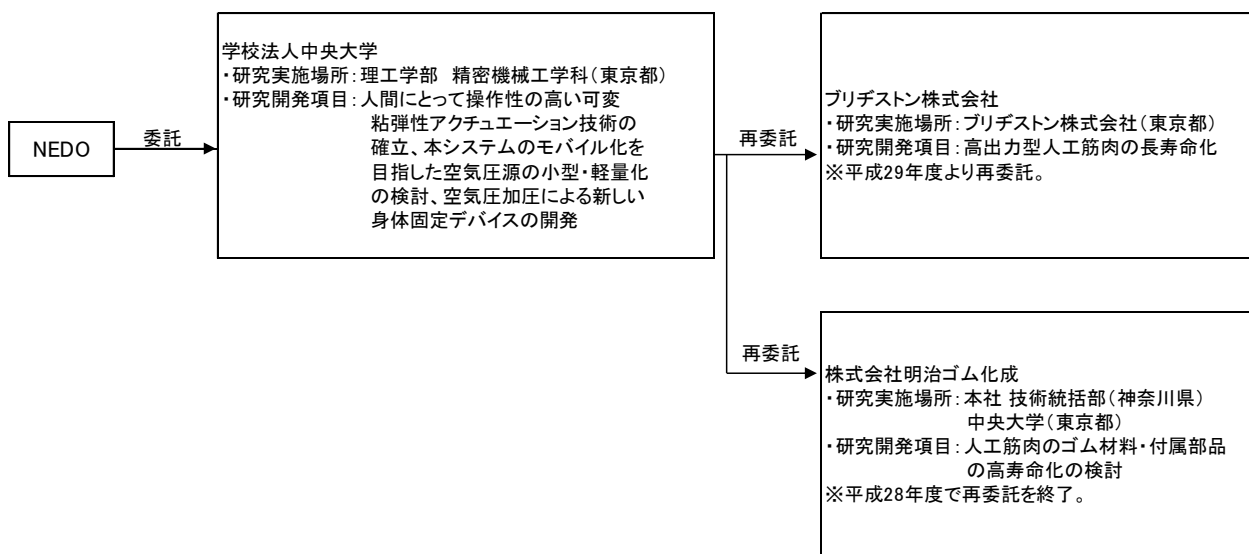 NEDO
委託
学校法人中央大学
・研究実施場所：理工学部　精密機械工学科（東京都）
・研究開発項目：人間にとって操作性の高い可変
粘弾性アクチュエーション技術の
確立、本システムのモバイル化を
目指した空気圧源の小型・軽量化
の検討、空気圧加圧による新しい
身体固定デバイスの開発
再委託
ブリヂストン株式会社
・研究実施場所：ブリヂストン株式会社（東京都）
・研究開発項目：高出力型人工筋肉の長寿命化
※平成29年度より再委託。
再委託
株式会社明治ゴム化成
・研究実施場所：本社 技術統括部（神奈川県）
中央大学（東京都）
・研究開発項目：人工筋肉のゴム材料・付属部品
の高寿命化の検討
※平成28年度で再委託を終了。